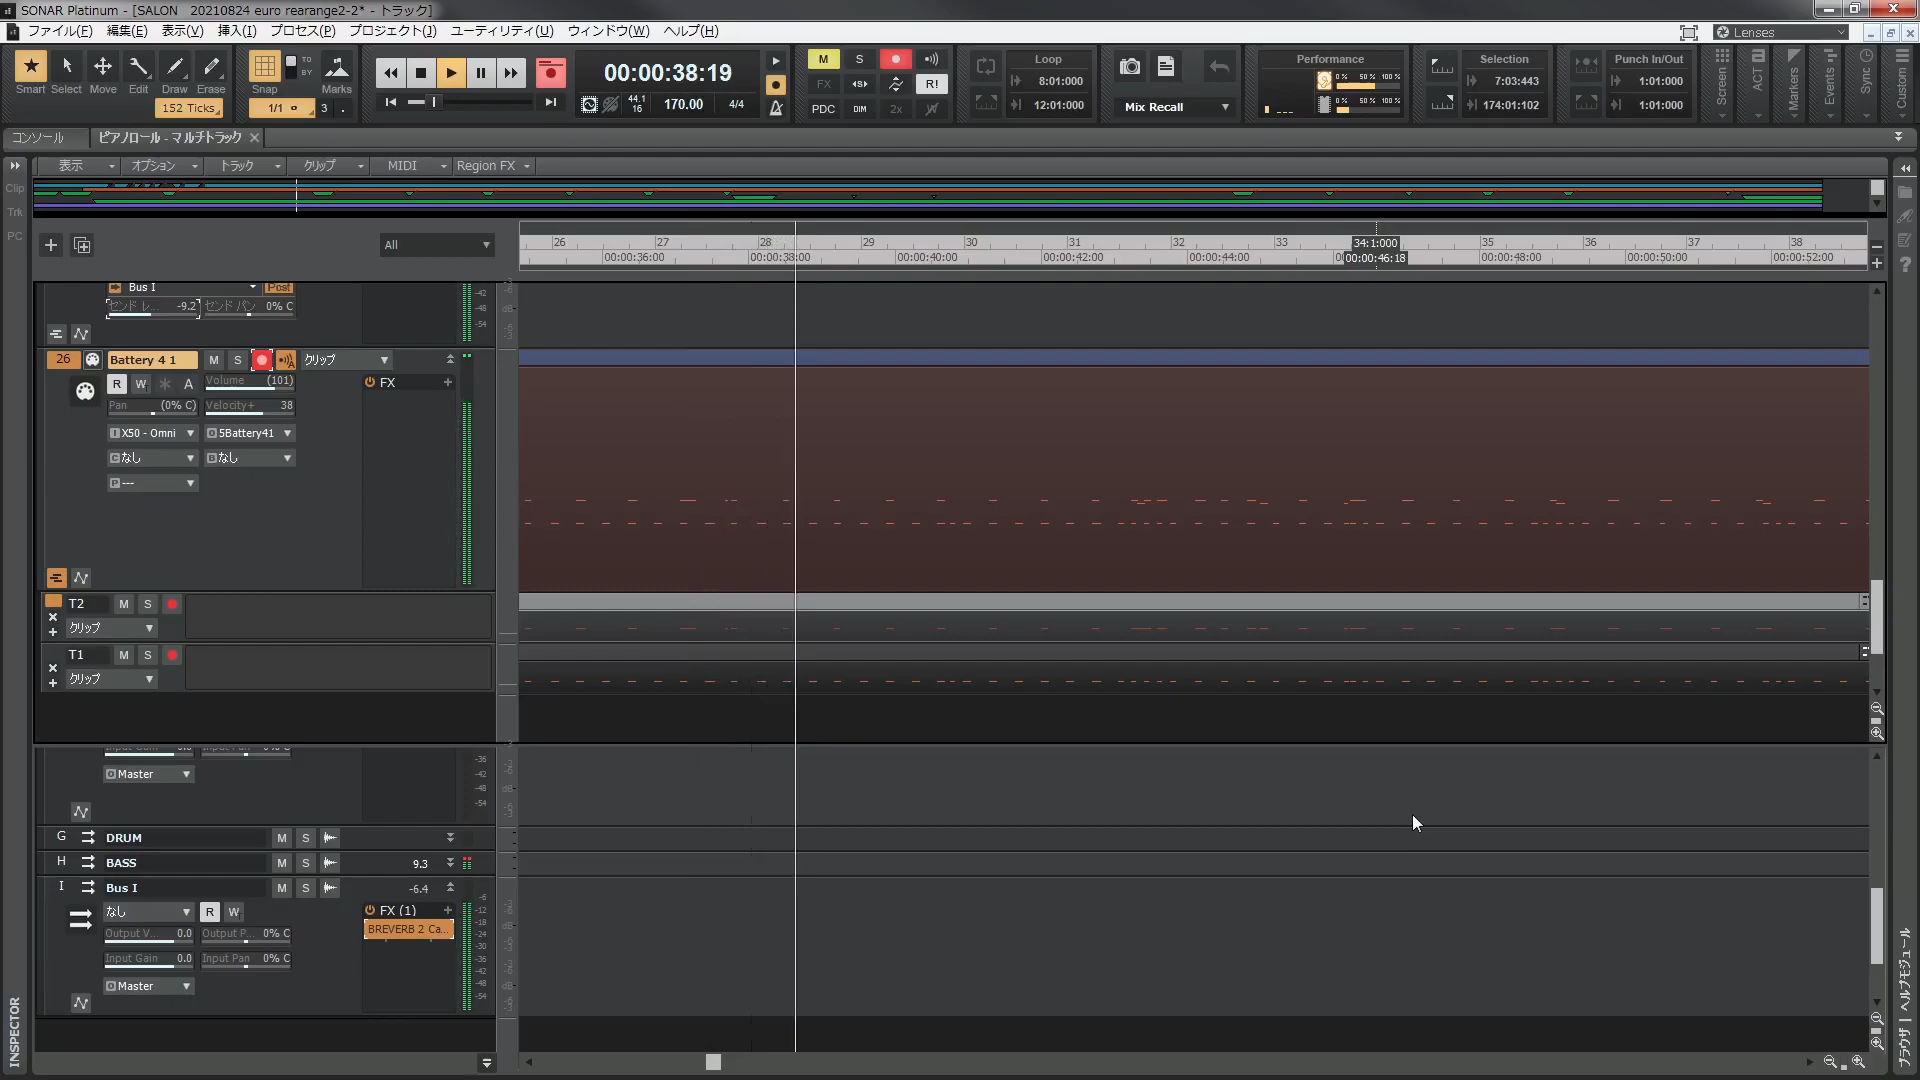 SONAR Platinum - [SALON 20210824 euro rearange2-2* - トラック]
ファイル(F) 編集(E) 表示(V) 挿入(I) プロセス(P) プロジェクト(J) ユーティリティ(U) ウィンドウ(W) ヘルプ(H) Lenses
Smart Select Move Edit Draw Erase Snap TO BY Marks
152 Ticks 1/1 3
00:00:38:19
44.1 16 170.00 4/4
M S
FX R!
PDC DIM 2x
Loop
8:01:000
12:01:000
Mix Recall
Performance
0 % 50 % 100 %
0 % 50 % 100 %
Selection
7:03:443
174:01:102
Punch In/Out
1:01:000
1:01:000
Screen ACT Markers Events Sync Custom
コンソール ピアノロール - マルチトラック
表示 オプション トラック クリップ MIDI Region FX
Clip
Trk
PC
All
26 27 28 29 30 31 32 33 34:1:000 35 36 37 38
00:00:36:00 00:00:38:00 00:00:40:00 00:00:42:00 00:00:44:00 00:00:46:18 00:00:48:00 00:00:50:00 00:00:52:00
Bus I Post
センド レ... -9.2 センド パン 0% C
-42
-48
-54
26 Battery 4 1 M S クリップ
R W A Volume (101) FX
Pan (0% C) Velocity+ 38
X50 - Omni 5Battery41
なし なし
---
T2 M S
クリップ
T1 M S
クリップ
Master
-36
-42
-48
-54
G DRUM M S
H BASS M S 9.3
I Bus I M S -6.4
なし R W FX (1)
Output V... 0.0 Output P... 0% C BREVERB 2 Ca...
Input Gain 0.0 Input Pan 0% C
Master
-6
-12
-18
-24
-30
-36
-42
-48
-54
INSPECTOR
ブラウザー | ヘルプモジュール